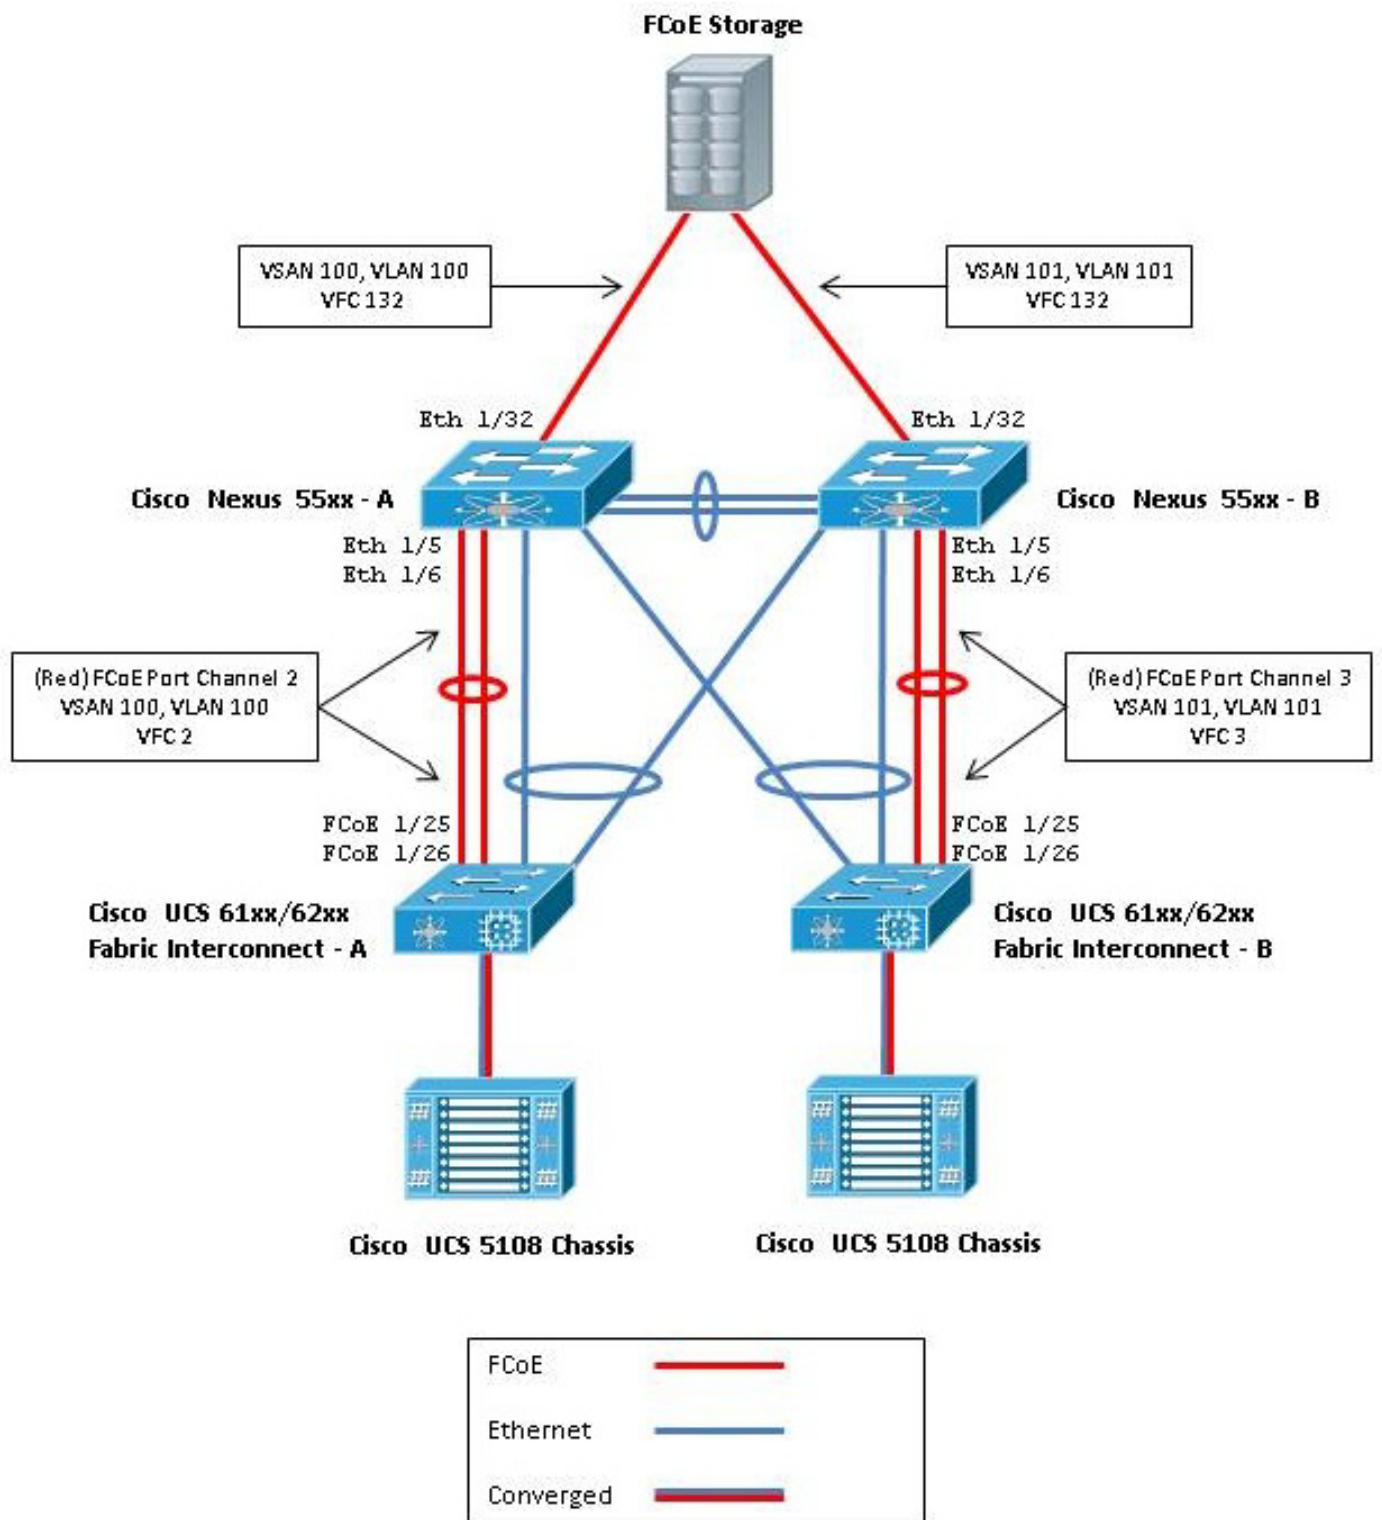 FCoE Storage
VSAN 100, VLAN 100
VFC 132
VSAN 101, VLAN 101
VFC 132
Eth 1/32
Eth 1/32
Cisco Nexus 55xx - A
Cisco Nexus 55xx - B
Eth 1/5
Eth 1/6
Eth 1/5
Eth 1/6
(Red) FCoE Port Channel 2
VSAN 100, VLAN 100
VFC 2
(Red) FCoE Port Channel 3
VSAN 101, VLAN 101
VFC 3
FCoE 1/25
FCoE 1/26
FCoE 1/25
FCoE 1/26
Cisco UCS 61xx/62xx
Fabric Interconnect - A
Cisco UCS 61xx/62xx
Fabric Interconnect - B
Cisco UCS 5108 Chassis
Cisco UCS 5108 Chassis
FCoE
Ethernet
Converged